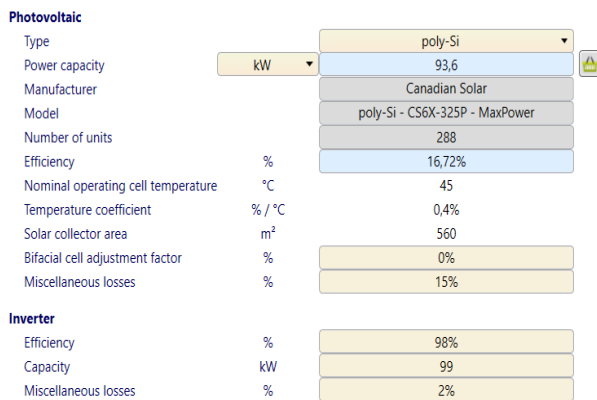 Photovoltaic
Type poly-Si
Power capacity kW 93,6
Manufacturer Canadian Solar
Model poly-Si - CS6X-325P - MaxPower
Number of units 288
Efficiency % 16,72%
Nominal operating cell temperature °C 45
Temperature coefficient % / °C 0,4%
Solar collector area m² 560
Bifacial cell adjustment factor % 0%
Miscellaneous losses % 15%
Inverter
Efficiency % 98%
Capacity kW 99
Miscellaneous losses % 2%